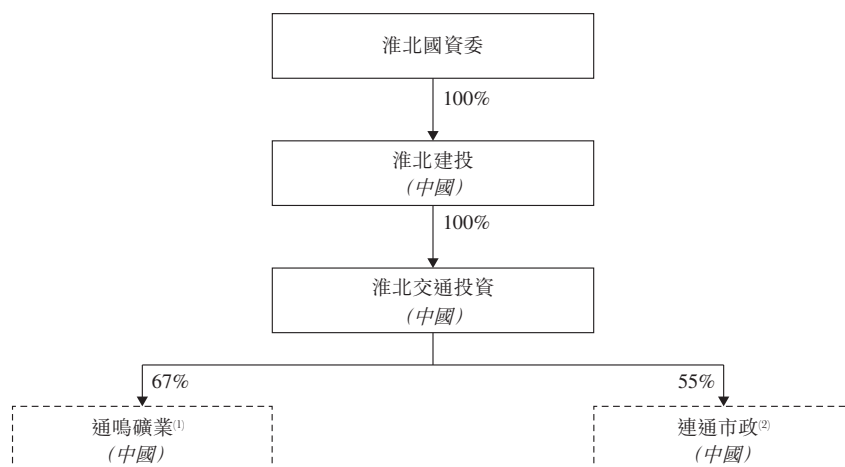 淮北國資委
100%
淮北建投
(中國)
100%
淮北交通投資
(中國)
67%
55%
通鳴礦業(1)
(中國)
連通市政(2)
(中國)